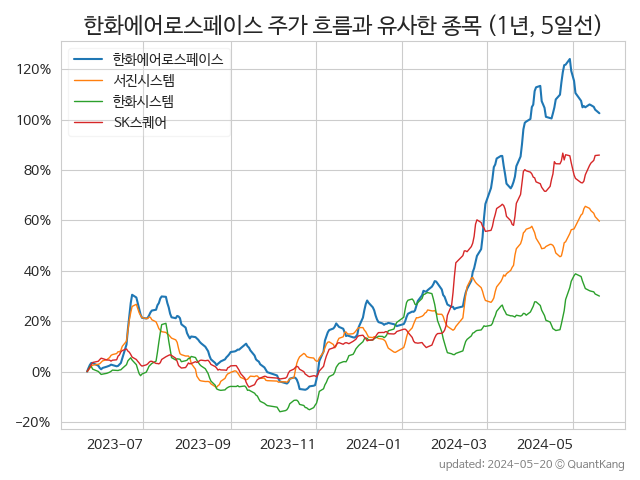 한화에어로스페이스 주가 흐름과 유사한 종목 (1년, 5일선)
한화에어로스페이스
서진시스템
한화시스템
SK스퀘어
120%
100%
80%
60%
40%
20%
0%
−20%
2023-07
2023-09
2023-11
2024-01
2024-03
2024-05
updated: 2024-05-20 © QuantKang